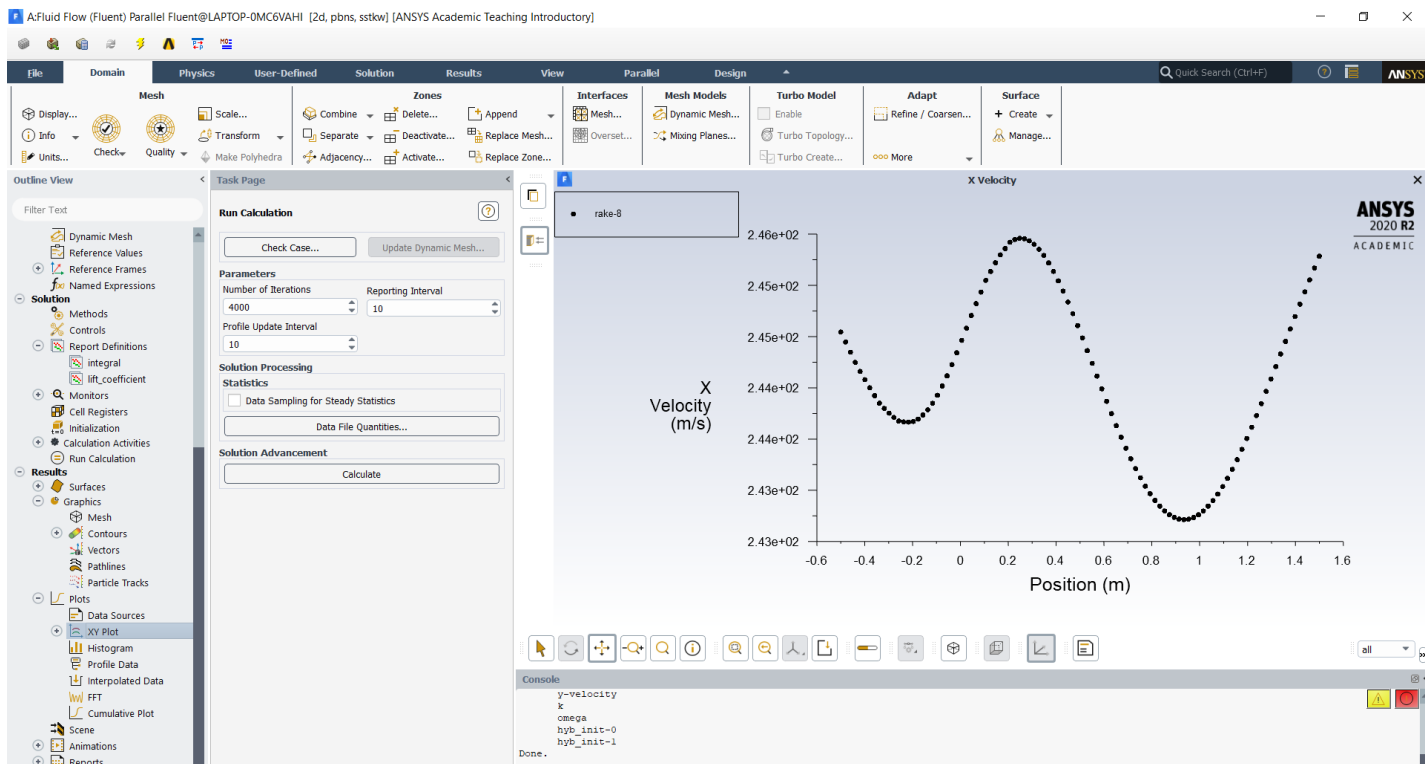 A:Fluid Flow (Fluent) Parallel Fluent@LAPTOP-0MC6VAHI [2d, pbns, sstkw] [ANSYS Academic Teaching Introductory]
File Domain Physics User-Defined Solution Results View Parallel Design
Quick Search (Ctrl+F)
ANSYS
Mesh
Display...
Info
Units...
Check
Quality
Scale...
Transform
Make Polyhedra
Zones
Combine
Delete...
Append
Separate
Deactivate...
Replace Mesh...
Adjacency...
Activate...
Replace Zone...
Interfaces
Mesh...
Overset...
Mesh Models
Dynamic Mesh...
Mixing Planes...
Turbo Model
Enable
Turbo Topology...
Turbo Create...
Adapt
Refine / Coarsen...
More
Surface
+ Create
Manage...
Outline View
Filter Text
Dynamic Mesh
Reference Values
Reference Frames
Named Expressions
Solution
Methods
Controls
Report Definitions
integral
lift_coefficient
Monitors
Cell Registers
Initialization
Calculation Activities
Run Calculation
Results
Surfaces
Graphics
Mesh
Contours
Vectors
Pathlines
Particle Tracks
Plots
Data Sources
XY Plot
Histogram
Profile Data
Interpolated Data
FFT
Cumulative Plot
Scene
Animations
Reports
Task Page
Run Calculation
Check Case...
Update Dynamic Mesh...
Parameters
Number of Iterations
Reporting Interval
4000
10
Profile Update Interval
10
Solution Processing
Statistics
Data Sampling for Steady Statistics
Data File Quantities...
Solution Advancement
Calculate
X Velocity
rake-8
ANSYS
2020 R2
ACADEMIC
2.46e+02
2.45e+02
2.45e+02
2.44e+02
2.44e+02
2.43e+02
2.43e+02
X
Velocity
(m/s)
-0.6 -0.4 -0.2 0 0.2 0.4 0.6 0.8 1 1.2 1.4 1.6
Position (m)
all
Console
y-velocity
k
omega
hyb_init-0
hyb_init-1
Done.